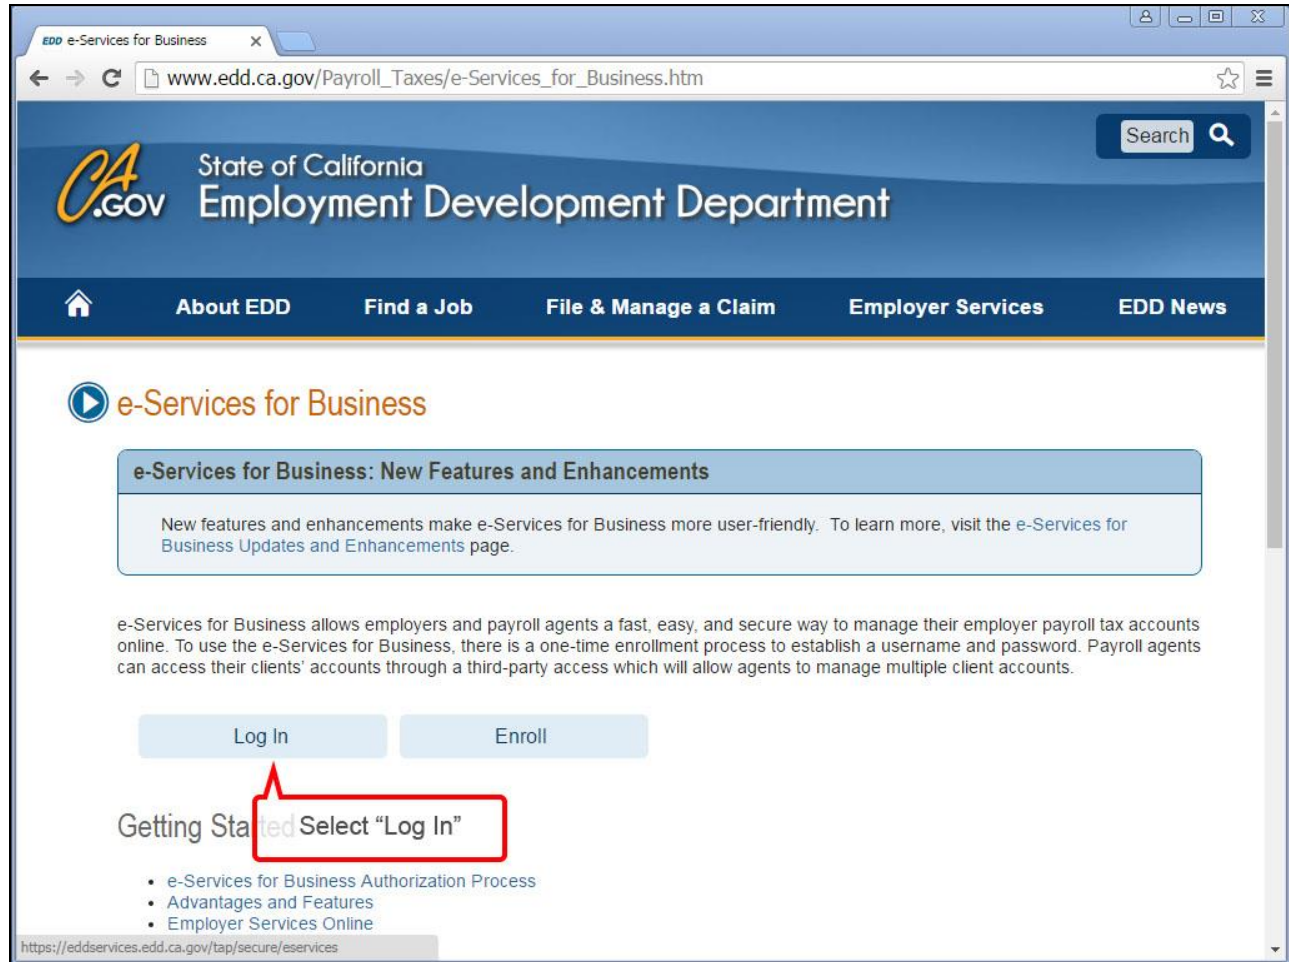 EDD e-Services for Business
www.edd.ca.gov/Payroll_Taxes/e-Services_for_Business.htm
Search
CA.GOV
State of California
Employment Development Department
About EDD Find a Job File & Manage a Claim Employer Services EDD News
e-Services for Business
e-Services for Business: New Features and Enhancements
New features and enhancements make e-Services for Business more user-friendly. To learn more, visit the e-Services for
Business Updates and Enhancements page.
e-Services for Business allows employers and payroll agents a fast, easy, and secure way to manage their employer payroll tax accounts
online. To use the e-Services for Business, there is a one-time enrollment process to establish a username and password. Payroll agents
can access their clients' accounts through a third-party access which will allow agents to manage multiple client accounts.
Log In Enroll
Getting Started
Select “Log In”
• e-Services for Business Authorization Process
• Advantages and Features
• Employer Services Online
https://eddservices.edd.ca.gov/tap/secure/eservices